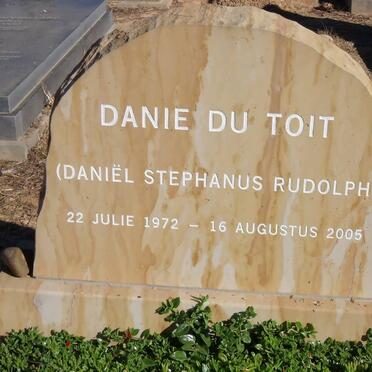 DANIE DU TOIT
(DANIËL STEPHANUS RUDOLPH
22 JULIE 1972 – 16 AUGUSTUS 2005